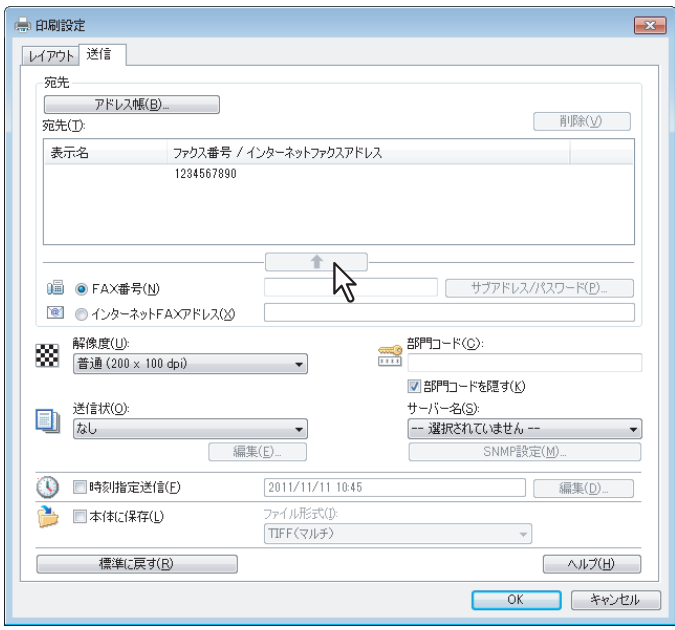 印刷設定
レイアウト 送信
宛先
アドレス帳(B)...
宛先(T):
削除(V)
表示名 ファクス番号 / インターネットファクスアドレス
1234567890
FAX番号(N)
サブアドレス/パスワード(P)...
インターネットFAXアドレス(X)
解像度(U):
普通 (200 x 100 dpi)
部門コード(C):
部門コードを隠す(K)
送信状(O):
なし
編集(E)...
サーバー名(S):
-- 選択されていません --
SNMP設定(M)...
時刻指定送信(F) 2011/11/11 10:45 編集(D)...
本体に保存(L) ファイル形式(I):
TIFF(マルチ)
標準に戻す(R) ヘルプ(H)
OK キャンセル